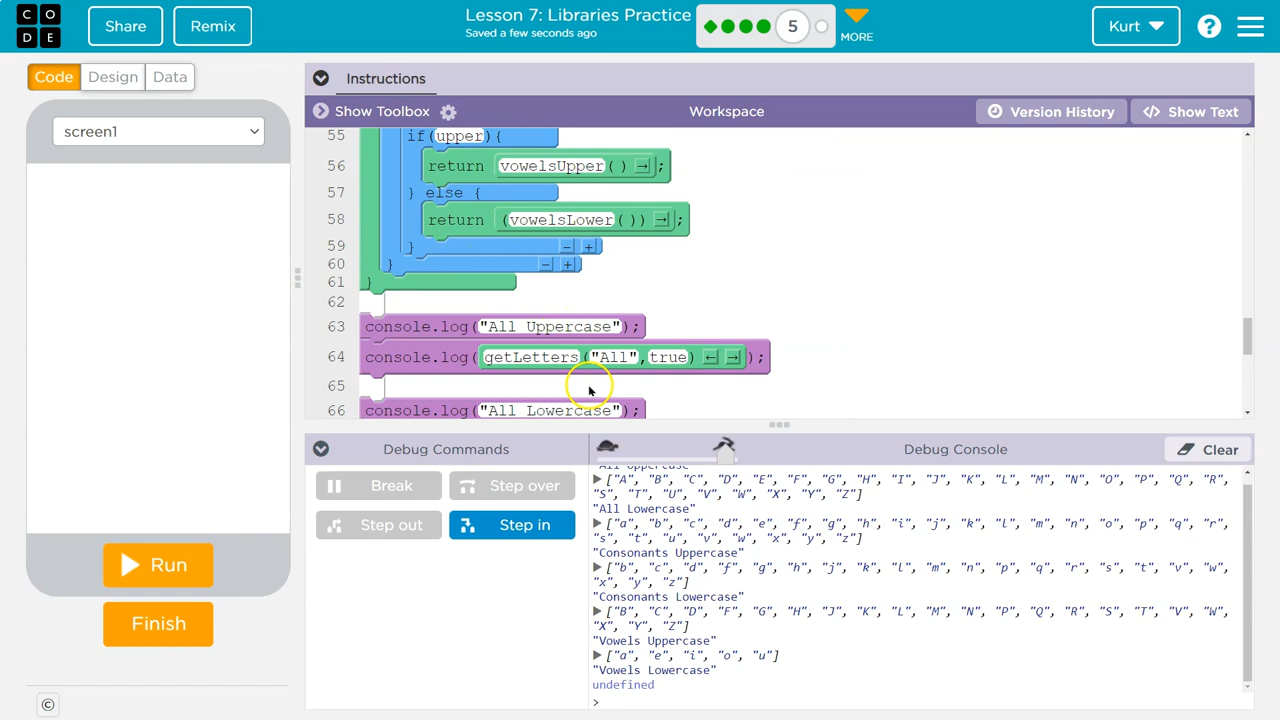 CO
DE
Share
Remix
Lesson 7: Libraries Practice
Saved a few seconds ago
5
MORE
Kurt
?
Code
Design
Data
screen1
Run
Finish
©
Instructions
Show Toolbox
Workspace
Version History
</> Show Text
55 if(upper){
56 return vowelsUpper() →;
57 } else {
58 return (vowelsLower()) →;
59 } - +
60 } - +
61 }
62
63 console.log("All Uppercase");
64 console.log(getLetters("All",true) ← →);
65
66 console.log("All Lowercase");
Debug Commands
Break
Step over
Step out
Step in
Debug Console
Clear
"All Uppercase"
["A", "B", "C", "D", "E", "F", "G", "H", "I", "J", "K", "L", "M", "N", "O", "P", "Q", "R",
"S", "T", "U", "V", "W", "X", "Y", "Z"]
"All Lowercase"
["a", "b", "c", "d", "e", "f", "g", "h", "i", "j", "k", "l", "m", "n", "o", "p", "q", "r",
"s", "t", "u", "v", "w", "x", "y", "z"]
"Consonants Uppercase"
["b", "c", "d", "f", "g", "h", "j", "k", "l", "m", "n", "p", "q", "r", "s", "t", "v", "w",
"x", "y", "z"]
"Consonants Lowercase"
["B", "C", "D", "F", "G", "H", "J", "K", "L", "M", "N", "P", "Q", "R", "S", "T", "V", "W",
"X", "Y", "Z"]
"Vowels Uppercase"
["a", "e", "i", "o", "u"]
"Vowels Lowercase"
undefined
>